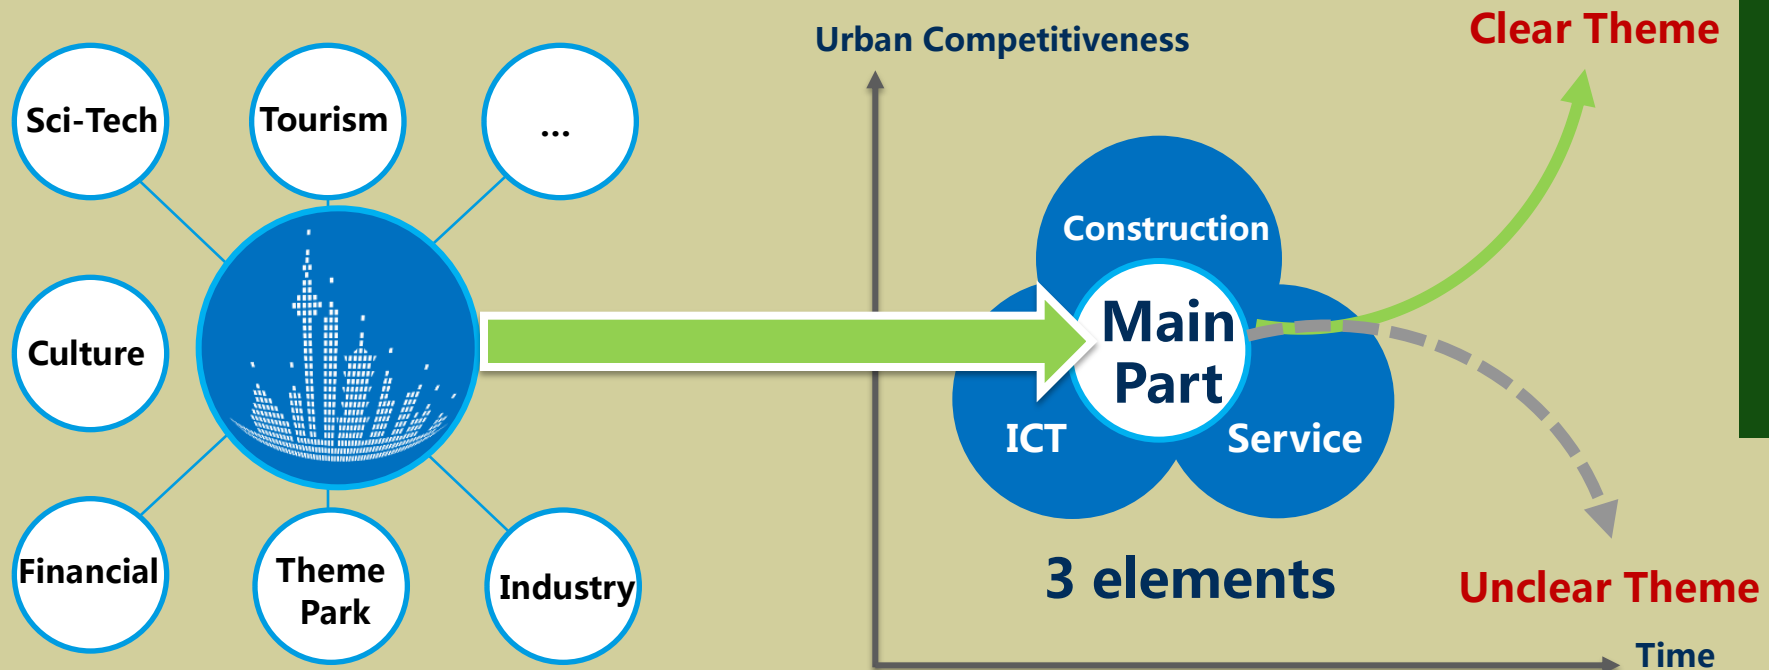 Sci-Tech
Tourism
...
Culture
Financial
Theme
Park
Industry
Urban Competitiveness
Clear Theme
Construction
Main
Part
ICT
Service
3 elements
Unclear Theme
Time